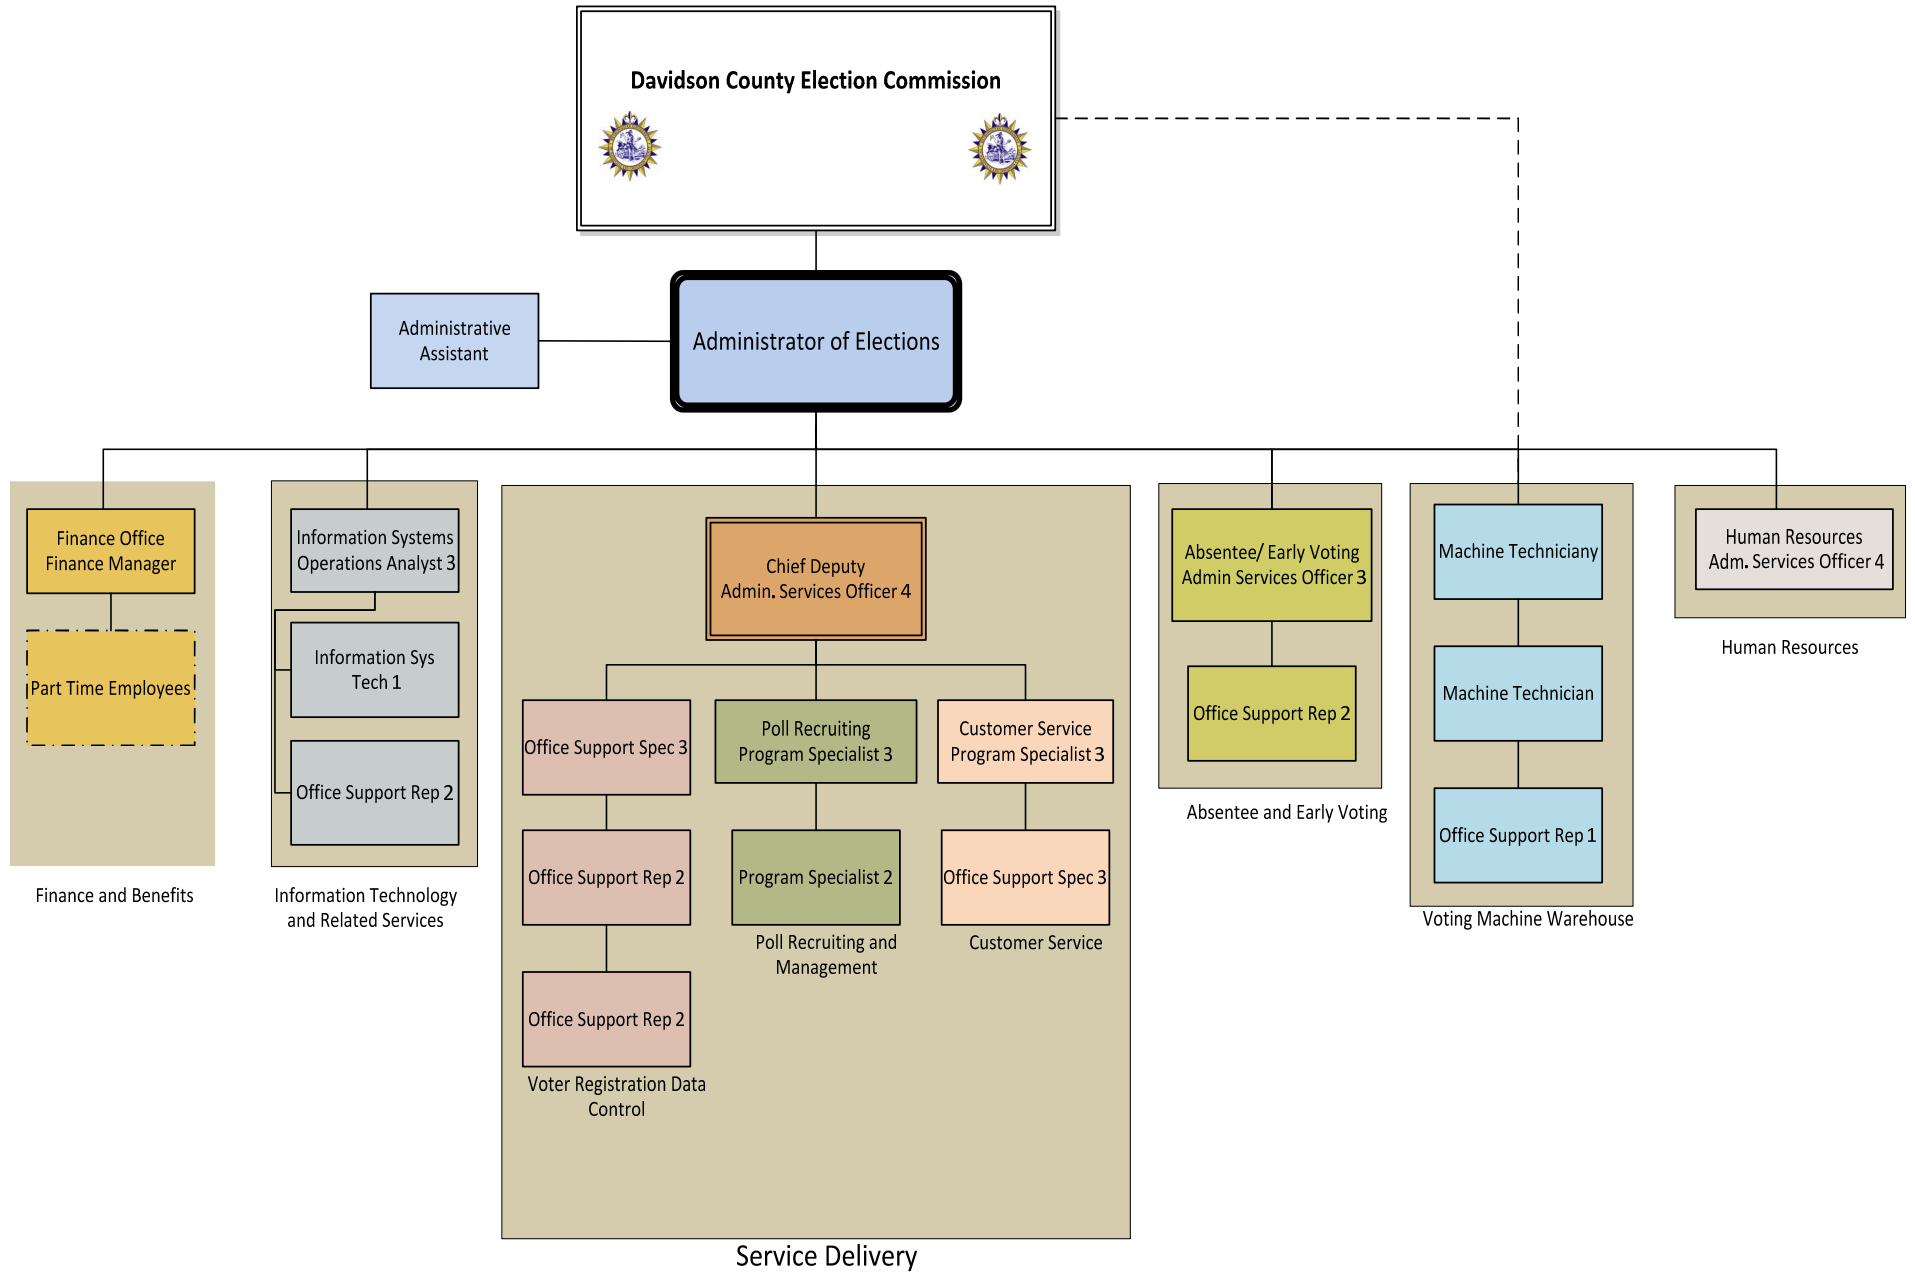 Davidson County Election Commission
Administrative
Assistant
Administrator of Elections
Finance Office
Finance Manager
Part Time Employees
Finance and Benefits
Information Systems
Operations Analyst 3
Information Sys
Tech 1
Office Support Rep 2
Information Technology
and Related Services
Chief Deputy
Admin. Services Officer 4
Office Support Spec 3
Office Support Rep 2
Office Support Rep 2
Voter Registration Data
Control
Poll Recruiting
Program Specialist 3
Program Specialist 2
Poll Recruiting and
Management
Customer Service
Program Specialist 3
Office Support Spec 3
Customer Service
Service Delivery
Absentee/ Early Voting
Admin Services Officer 3
Office Support Rep 2
Absentee and Early Voting
Machine Techniciany
Machine Technician
Office Support Rep 1
Voting Machine Warehouse
Human Resources
Adm. Services Officer 4
Human Resources